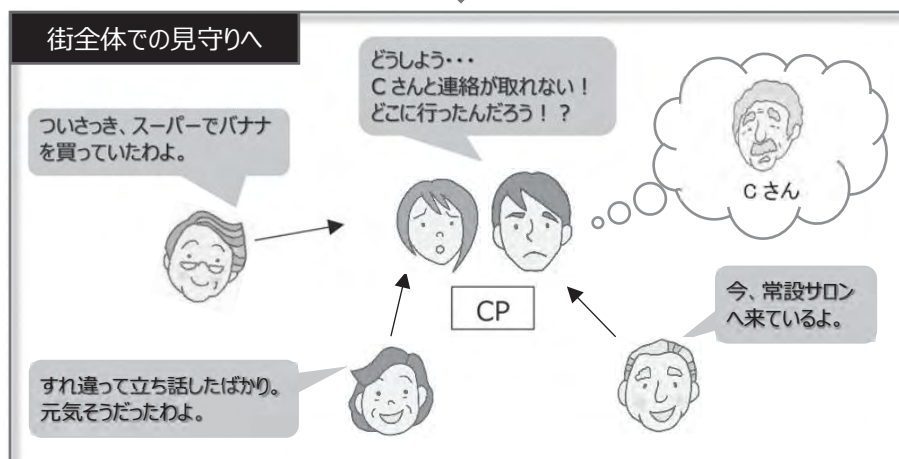 街全体での見守りへ
どうしよう・・・
Cさんと連絡が取れない！
どこに行ったんだろう！？
ついさっき、スーパーでバナナ
を買っていたわよ。
Cさん
CP
今、常設サロン
へ来ているよ。
すれ違って立ち話したばかり。
元気そうだったわよ。